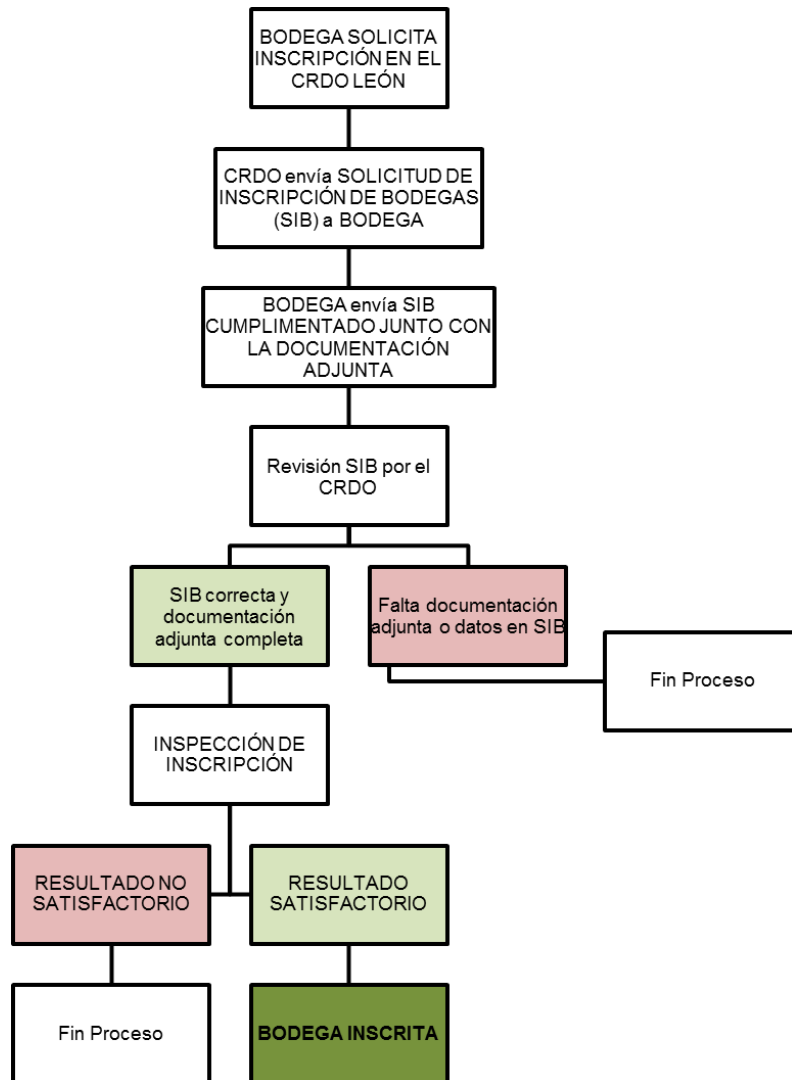 BODEGA SOLICITA
INSCRIPCIÓN EN EL
CRDO LEÓN
CRDO envía SOLICITUD DE
INSCRIPCIÓN DE BODEGAS
(SIB) a BODEGA
BODEGA envía SIB
CUMPLIMENTADO JUNTO CON
LA DOCUMENTACIÓN
ADJUNTA
Revisión SIB por el
CRDO
SIB correcta y
documentación
adjunta completa
Falta documentación
adjunta o datos en SIB
Fin Proceso
INSPECCIÓN DE
INSCRIPCIÓN
RESULTADO NO
SATISFACTORIO
RESULTADO
SATISFACTORIO
Fin Proceso
BODEGA INSCRITA